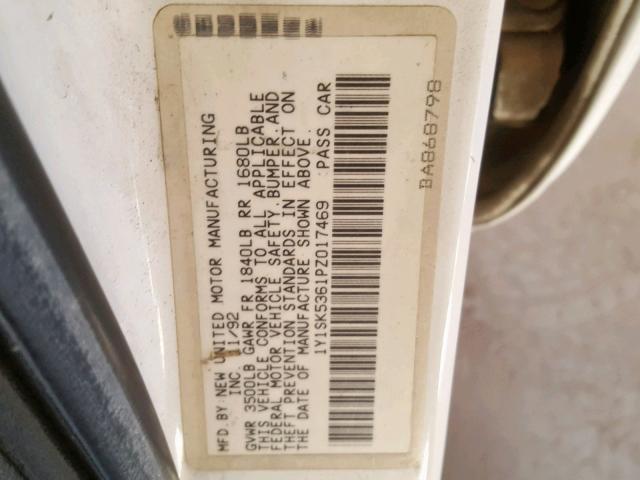 MFD BY NEW UNITED MOTOR MANUFACTURING
INC. 11/92
GVWR 3500LB GAWR FR 1840LB RR 1680LB
THIS VEHICLE CONFORMS TO ALL APPLICABLE
FEDERAL MOTOR VEHICLE SAFETY, BUMPER, AND
THEFT PREVENTION STANDARDS IN EFFECT ON
THE DATE OF MANUFACTURE SHOWN ABOVE.
1Y1SK5361PZ017469 PASS CAR
BA868798